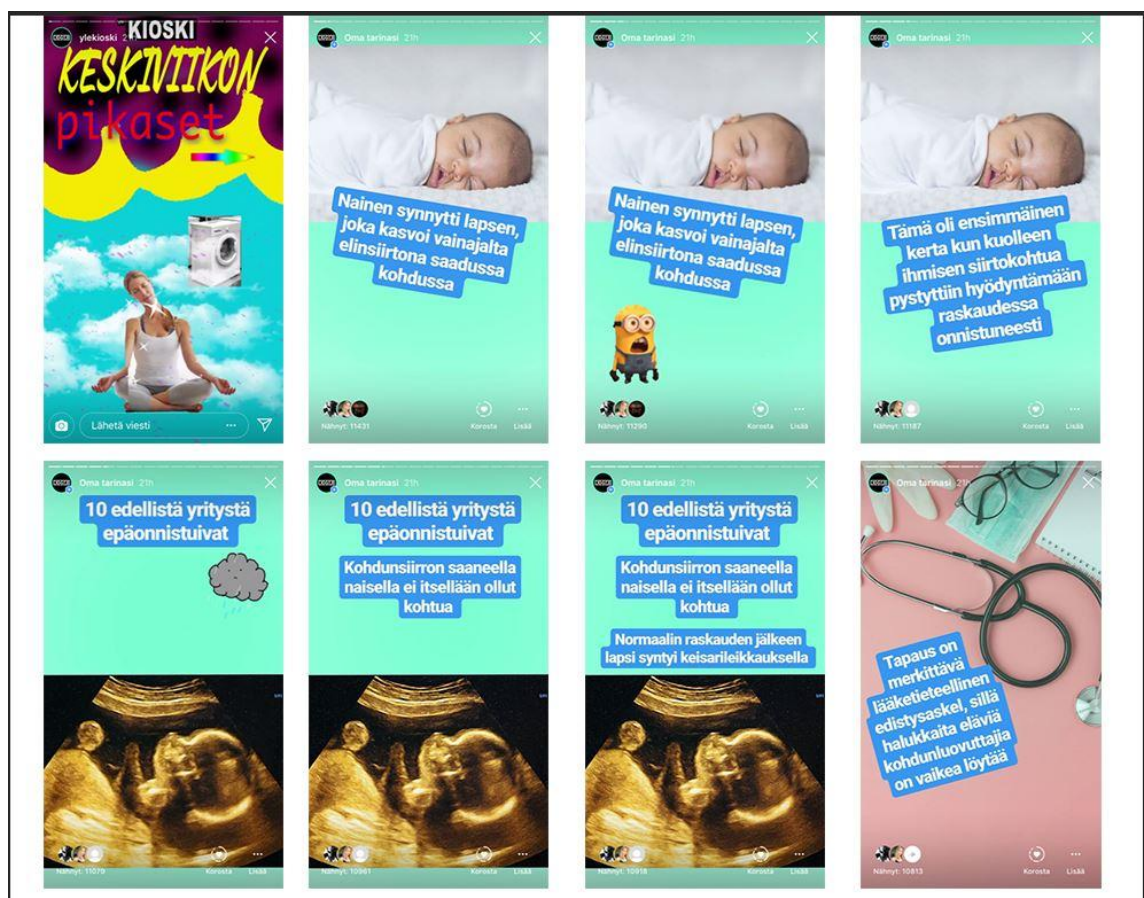 ylekioski 21h
KIOSKI
KESKIVIIKON
pikaset
Lähetä viesti
Oma tarinasi 21h
Nainen synnytti lapsen,
joka kasvoi vainajalta
elinsiirtona saadussa
kohdussa
Nähnyt: 11431
Korosta
Lisää
Oma tarinasi 21h
Nainen synnytti lapsen,
joka kasvoi vainajalta
elinsiirtona saadussa
kohdussa
Nähnyt: 11290
Korosta
Lisää
Oma tarinasi 21h
Tämä oli ensimmäinen
kerta kun kuolleen
ihmisen siirtokohtua
pystyttiin hyödyntämään
raskaudessa
onnistuneesti
Nähnyt: 11187
Korosta
Lisää
Oma tarinasi 21h
10 edellistä yritystä
epäonnistuivat
Nähnyt: 11079
Korosta
Lisää
Oma tarinasi 21h
10 edellistä yritystä
epäonnistuivat
Kohdunsiirron saaneella
naisella ei itsellään ollut
kohtua
Nähnyt: 10961
Korosta
Lisää
Oma tarinasi 21h
10 edellistä yritystä
epäonnistuivat
Kohdunsiirron saaneella
naisella ei itsellään ollut
kohtua
Normaalin raskauden jälkeen
lapsi syntyi keisarileikkauksella
Nähnyt: 10918
Korosta
Lisää
Oma tarinasi 21h
Tapaus on
merkittävä
lääketieteellinen
edistysaskel, sillä
halukkaita eläviä
kohdunluovuttajia
on vaikea löytää
Nähnyt: 10813
Korosta
Lisää